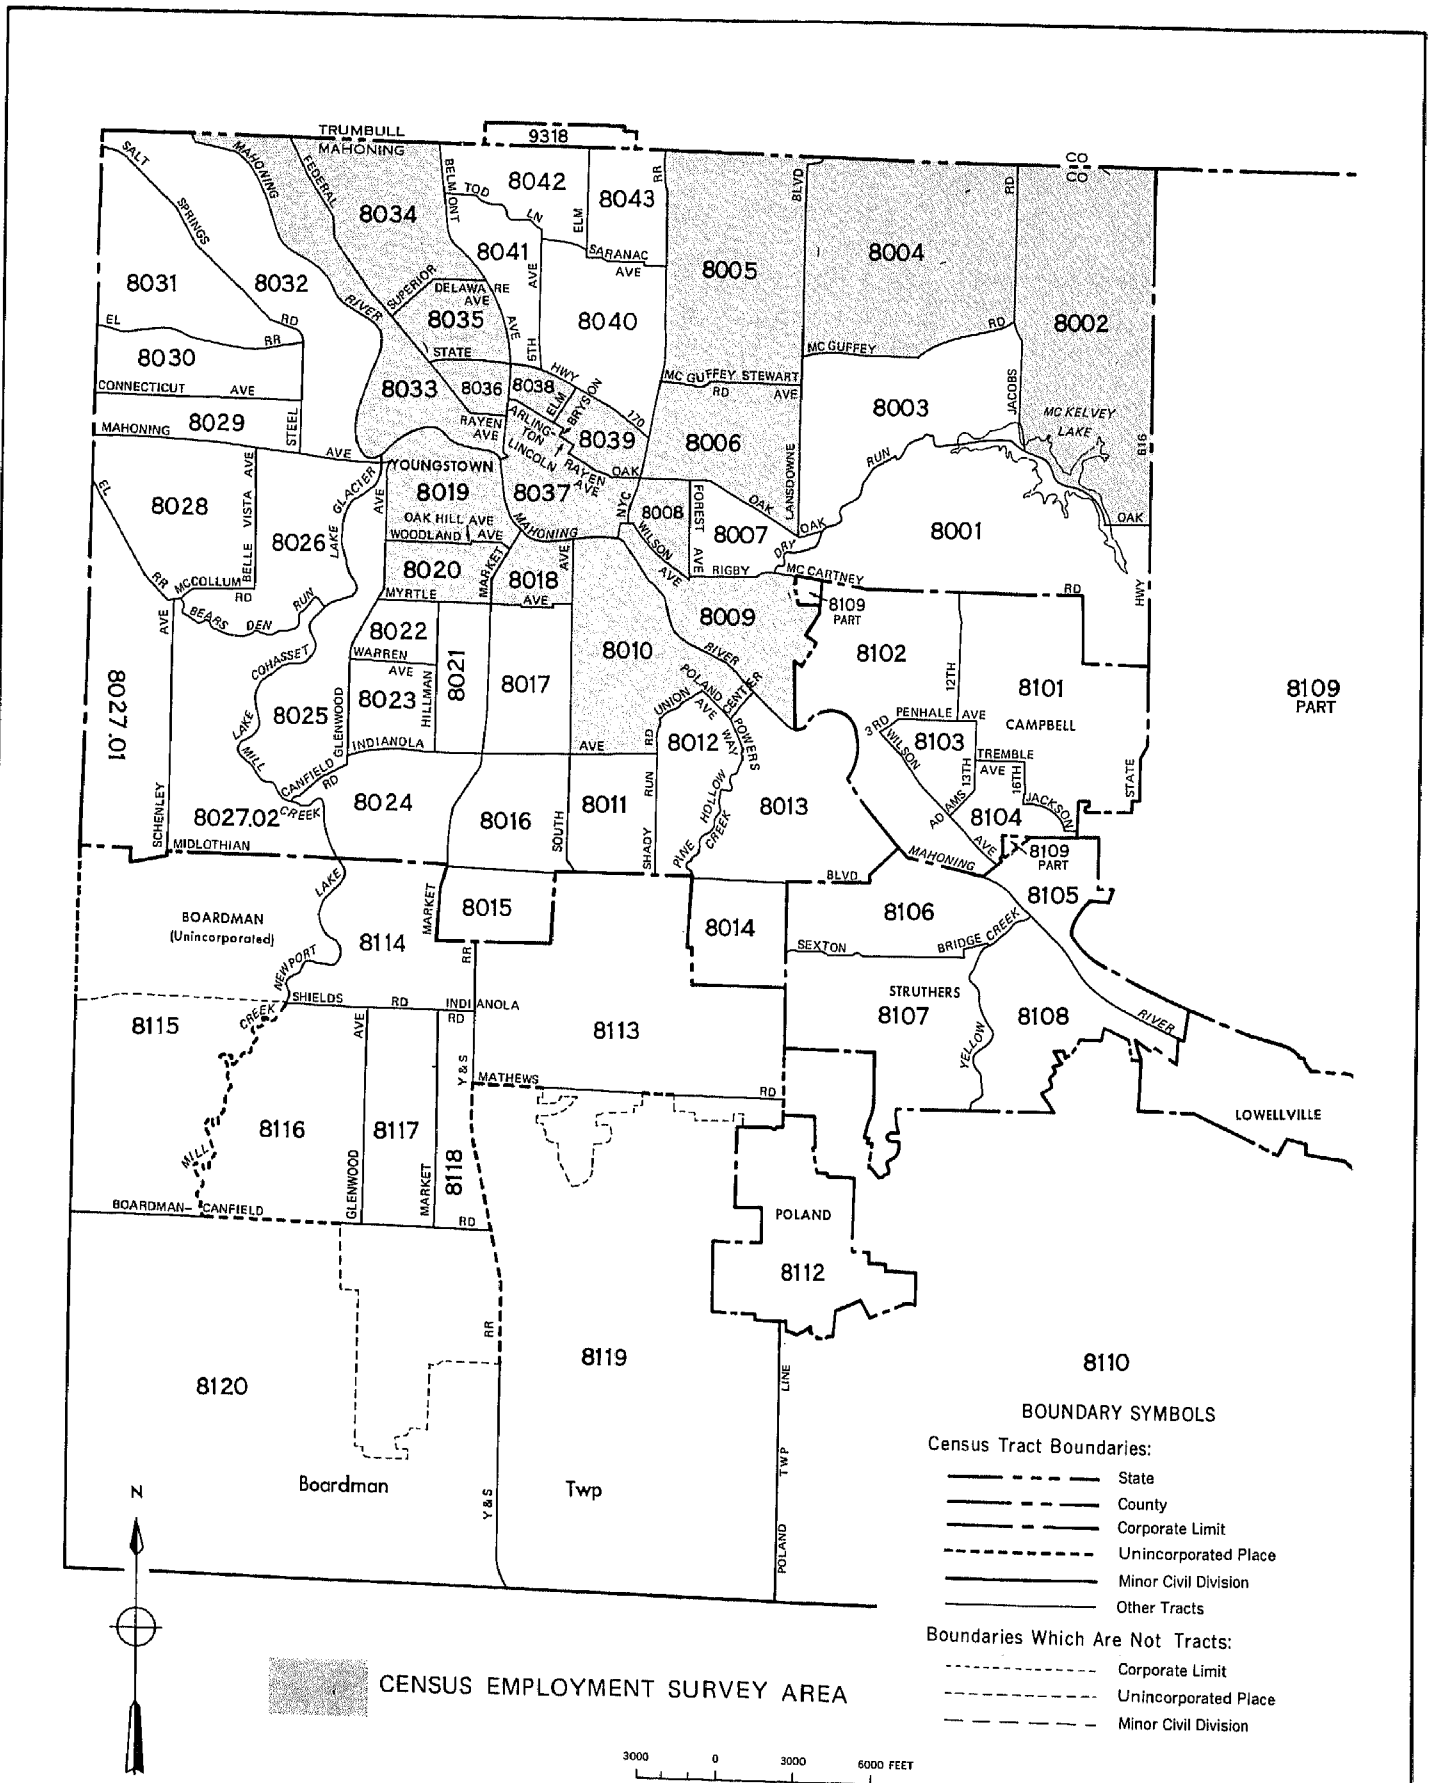 TRUMBULL
MAHONING
9318
CO
CO
SALT
SPRINGS
RD
MAHONING
RIVER
FEDERAL
8034
BELMONT
AVE
TOD
LN
8042
ELM
8043
RR
BLVD
RD
8031
8032
SUPERIOR
8041
5TH
AVE
SARANAC
AVE
8005
8004
8002
DELAWARE
AVE
8035
8040
EL
RR
8030
STATE
HWY
170
MC GUFFEY
RD
CONNECTICUT AVE
8033
8036
8038
ELM
BRYSON
MC GUFFEY STEWART
RD AVE
8003
JACOBS
MC KELVEY
LAKE
616
MAHONING
8029
STEEL
AVE
RAYEN
AVE
ARLING-
TON
LINCOLN
8039
RAYEN
AVE
OAK
8006
LANSDOWNE
RUN
YOUNGSTOWN
EL
RR
8028
BELLE VISTA AVE
8026
LAKE GLACIER
AVE
8019
8037
NYC
8008
FOREST
AVE
OAK
8007
OAK
8001
OAK
OAK HILL AVE
WOODLAND AVE
MAHONING
WILSON
AVE
DRY
MC COLLUM
RD
8020
MARKET
8018
AVE
RIGBY
MC CARTNEY
RD
HWY
BEARS DEN RUN
MYRTLE
AVE
8009
8109
PART
AVE
COHASSET
8022
WARREN
AVE
8021
8010
RIVER
8102
12TH
8027.01
8025
LAKE
8023
HILLMAN
8017
POLAND
CENTER
UNION
AVE
WAY
POWERS
8101
8109
PART
CAMPBELL
GLENWOOD
INDIANOLA
AVE
RD
8012
3RD
PENHALE AVE
WILSON
8103
MILL
CREEK
CANFIELD
RD
TREMBLE
AVE
13TH
16TH
STATE
SCHENLEY
8027.02
8024
8016
SOUTH
8011
SHADY RUN
PINE HOLLOW
CREEK
8013
ADAMS
8104
JACKSON
AVE
MIDLOTHIAN
BLVD
MAHONING
8109
PART
LAKE
NEWPORT
BOARDMAN
(Unincorporated)
8114
MARKET
8015
8014
8106
8105
SEXTON
BRIDGE CREEK
RR
SHIELDS RD
INDIANOLA
RD
STRUTHERS
8107
8108
YELLOW
RIVER
8115
CREEK
AVE
8113
Y & S
MATHEWS
RD
LOWELLVILLE
8116
8117
8118
MILL
GLENWOOD
MARKET
BOARDMAN- CANFIELD
RD
POLAND
8112
RR
8119
8110
8120
LINE
TWP
POLAND
Boardman
Twp
Y & S
BOUNDARY SYMBOLS
Census Tract Boundaries:
State
County
Corporate Limit
Unincorporated Place
Minor Civil Division
Other Tracts
Boundaries Which Are Not Tracts:
Corporate Limit
Unincorporated Place
Minor Civil Division
N
CENSUS EMPLOYMENT SURVEY AREA
3000 0 3000 6000 FEET